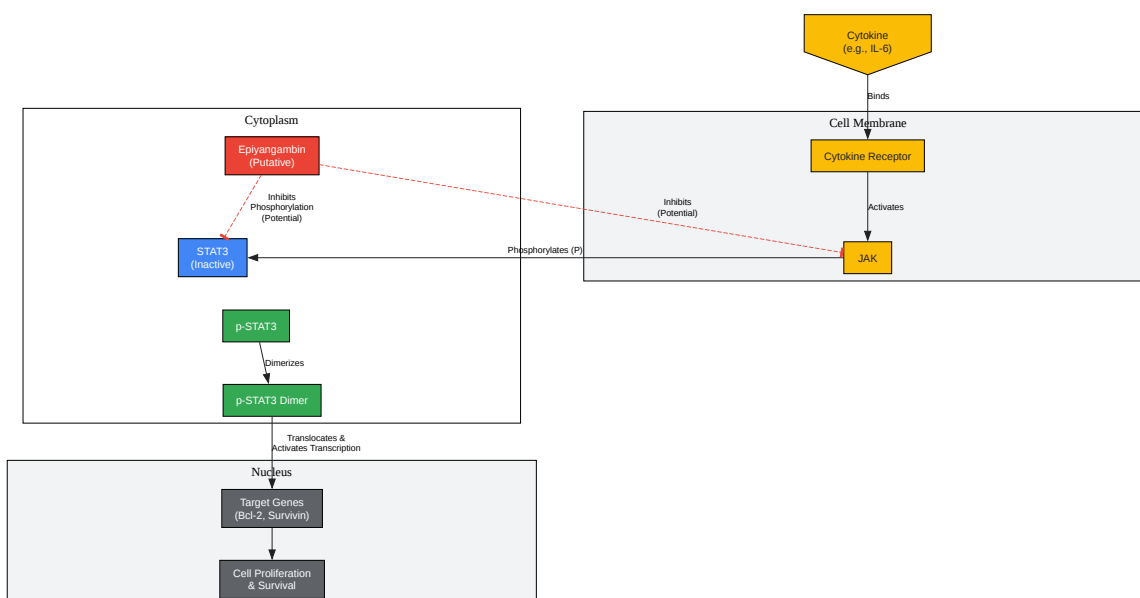 Cytokine
(e.g., IL-6)
Binds
Cytoplasm
Cell Membrane
Epiyangambin
(Putative)
Cytokine Receptor
Inhibits
Phosphorylation
(Potential)
Inhibits
(Potential)
Activates
STAT3
(Inactive)
Phosphorylates (P)
JAK
p-STAT3
Dimerizes
p-STAT3 Dimer
Translocates &
Activates Transcription
Nucleus
Target Genes
(Bcl-2, Survivin)
Cell Proliferation
& Survival